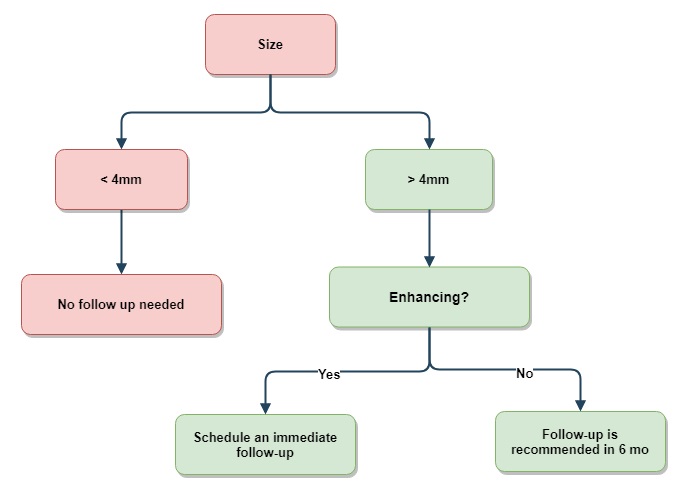 Size
< 4mm
> 4mm
No follow up needed
Enhancing?
Yes
No
Schedule an immediate
follow-up
Follow-up is
recommended in 6 mo